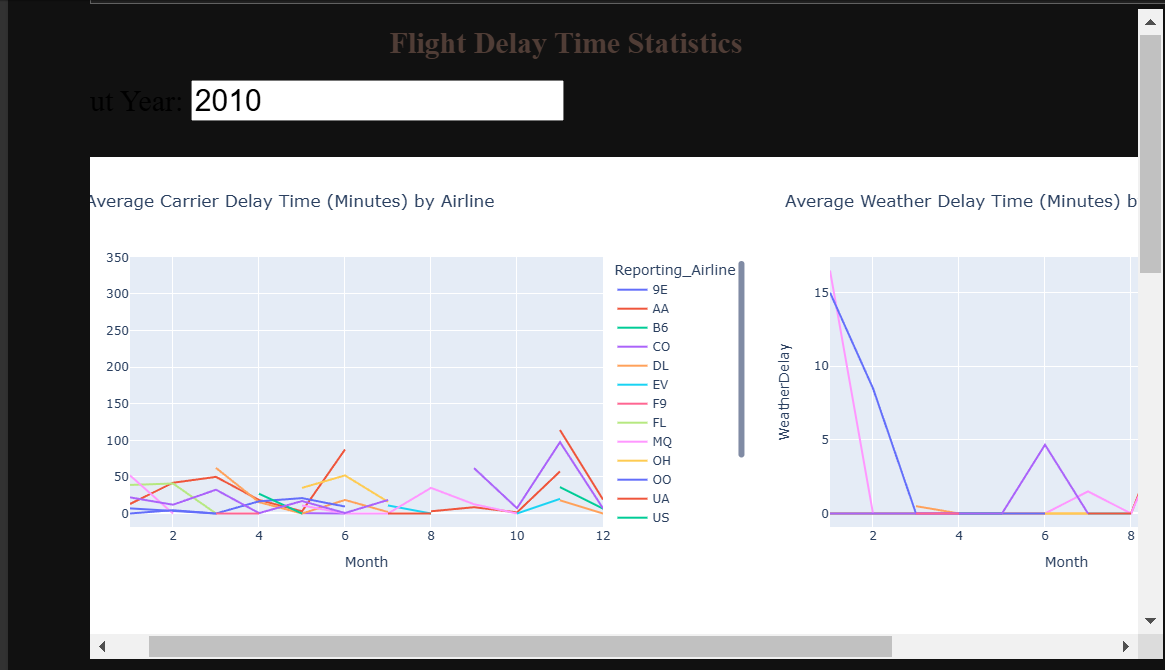 Flight Delay Time Statistics
ut Year: 2010
Average Carrier Delay Time (Minutes) by Airline
350
300
250
200
150
100
50
0
2 4 6 8 10 12
Month
Reporting_Airline
9E
AA
B6
CO
DL
EV
F9
FL
MQ
OH
OO
UA
US
Average Weather Delay Time (Minutes) b
WeatherDelay
15
10
5
0
2 4 6 8
Month